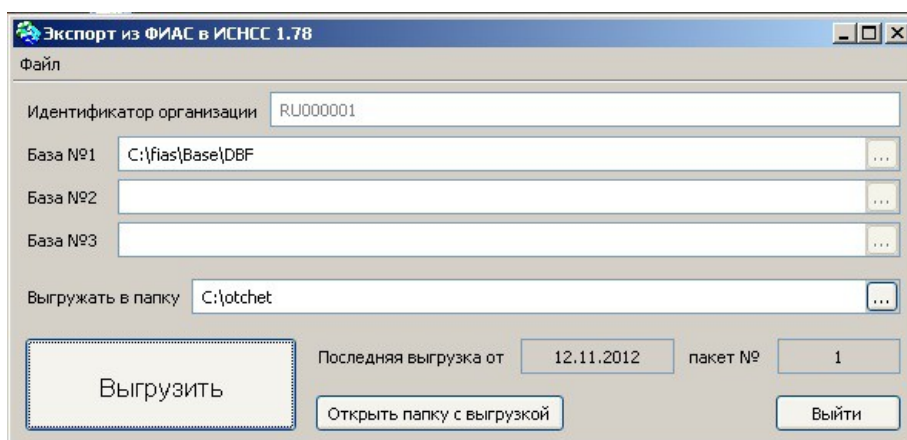 Экспорт из ФИАС в ИСНСС 1.78
Файл
Идентификатор организации RU000001
База №1 C:\fias\Base\DBF ...
База №2 ...
База №3 ...
Выгружать в папку C:\otchet ...
Выгрузить
Последняя выгрузка от 12.11.2012 пакет № 1
Открыть папку с выгрузкой Выйти